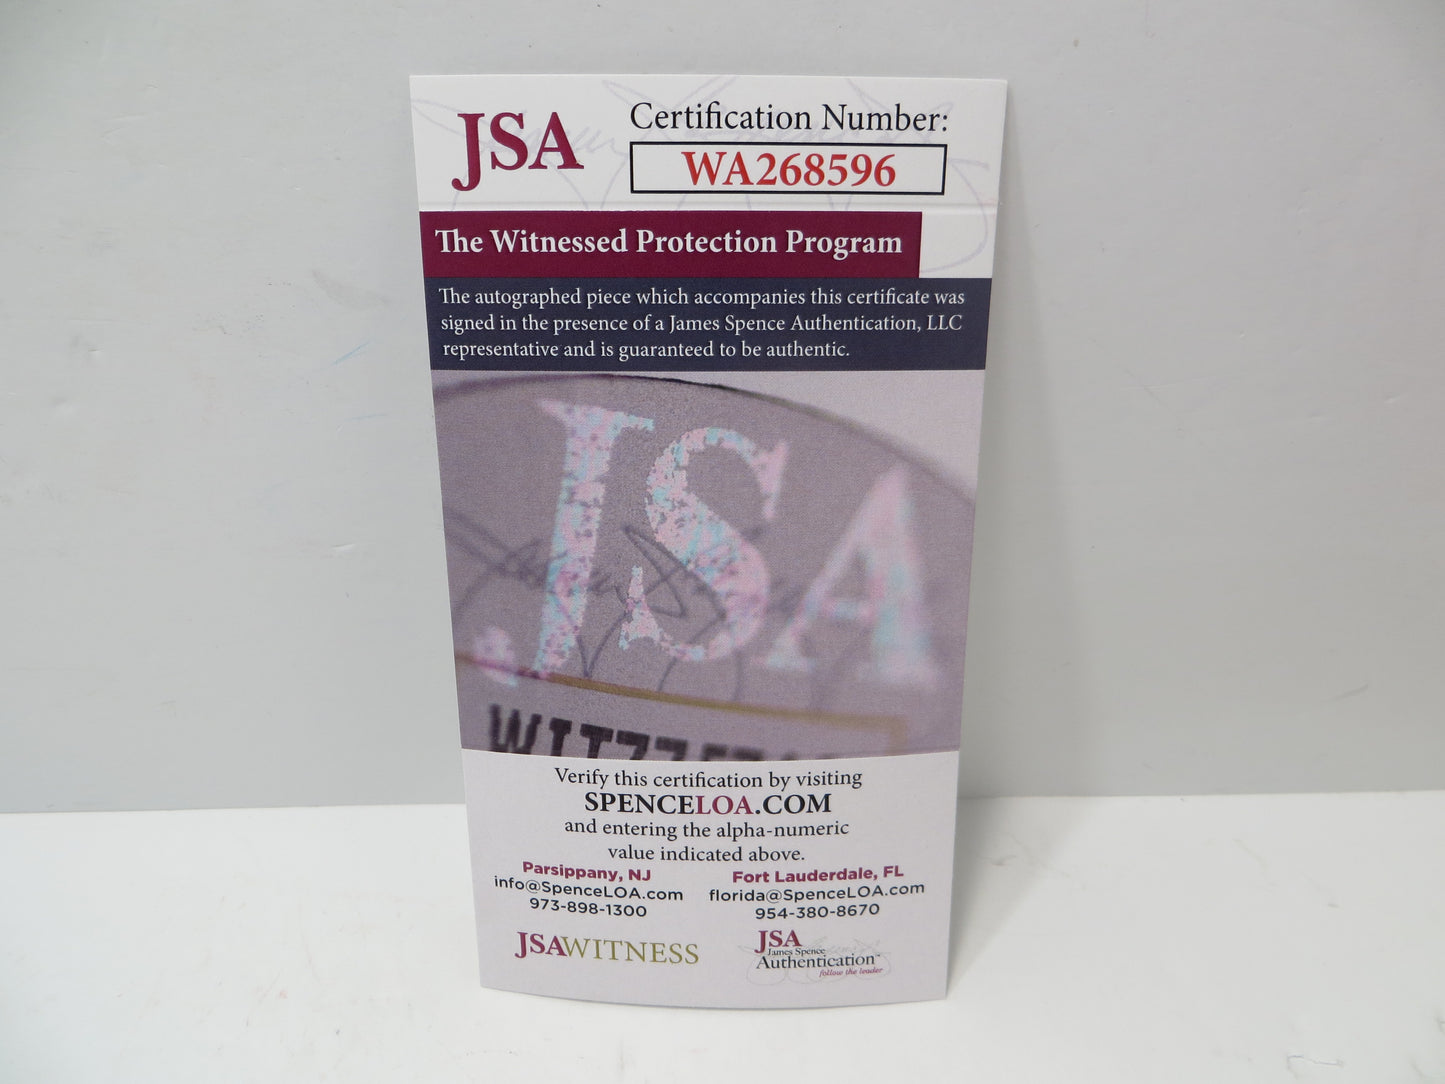 JSA
Certification Number:
WA268596
The Witnessed Protection Program
The autographed piece which accompanies this certificate was
signed in the presence of a James Spence Authentication, LLC
representative and is guaranteed to be authentic.
JSA
Verify this certification by visiting
SPENCELOA.COM
and entering the alpha-numeric
value indicated above.
Parsippany, NJ
info@SpenceLOA.com
973-898-1300
Fort Lauderdale, FL
florida@SpenceLOA.com
954-380-8670
JSAWITNESS
JSA
James Spence
Authentication™
follow the leader